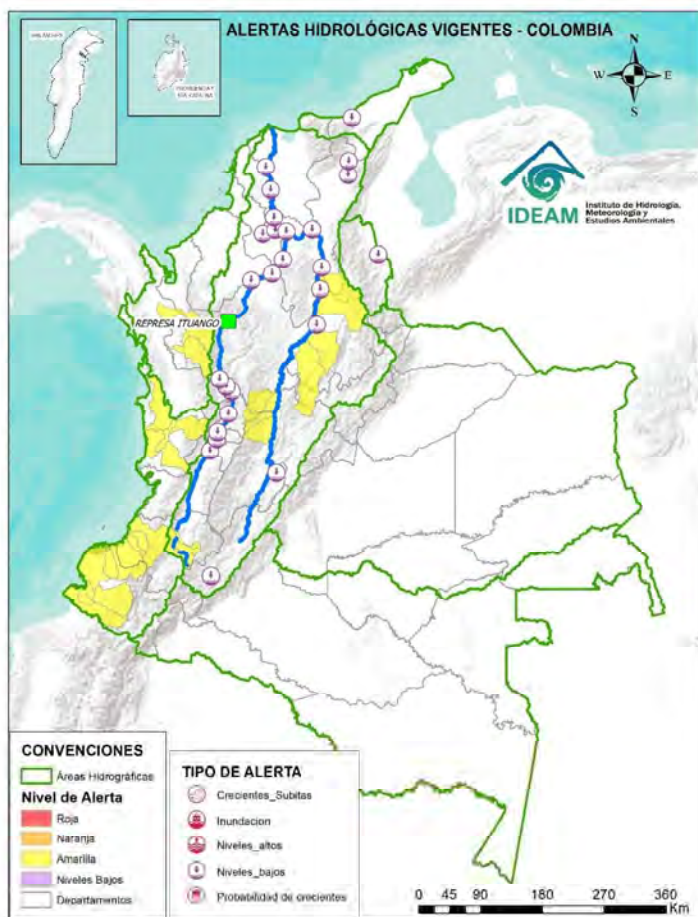 ALERTAS HIDROLÓGICAS VIGENTES - COLOMBIA
N
W
E
S
IDEAM
Instituto de Hidrología,
Meteorología y
Estudios Ambientales
REPRESA ITUANGO
CONVENCIONES
Áreas Hidrográficas
Nivel de Alerta
Roja
Naranja
Amarilla
Niveles Bajos
Departamentos
TIPO DE ALERTA
Crecientes_Subitas
Inundacion
Niveles_altos
Niveles_bajos
Probabilidad de crecientes
0 45 90 180 270 360
Km